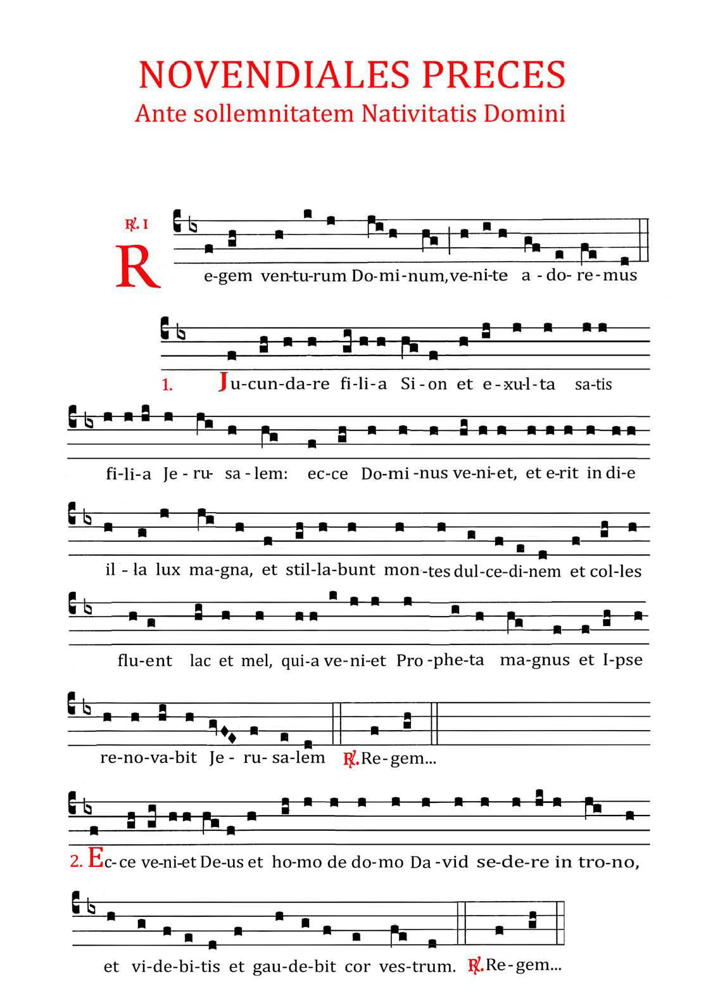 NOVENDIALES PRECES
Ante sollemnitatem Nativitatis Domini
℟. I
Re-gem ven-tu-rum Do-mi-num, ve-ni-te a-do-re-mus
1. Ju-cun-da-re fi-li-a Si-on et e-xul-ta sa-tis
fi-li-a Je-ru-sa-lem: ec-ce Do-mi-nus ve-ni-et, et e-rit in di-e
il-la lux ma-gna, et stil-la-bunt mon-tes dul-ce-di-nem et col-les
flu-ent lac et mel, qui-a ve-ni-et Pro-phe-ta ma-gnus et I-pse
re-no-va-bit Je-ru-sa-lem ℟. Re-gem...
2. Ec-ce ve-ni-et De-us et ho-mo de do-mo Da-vid se-de-re in tro-no,
et vi-de-bi-tis et gau-de-bit cor ves-trum. ℟. Re-gem...